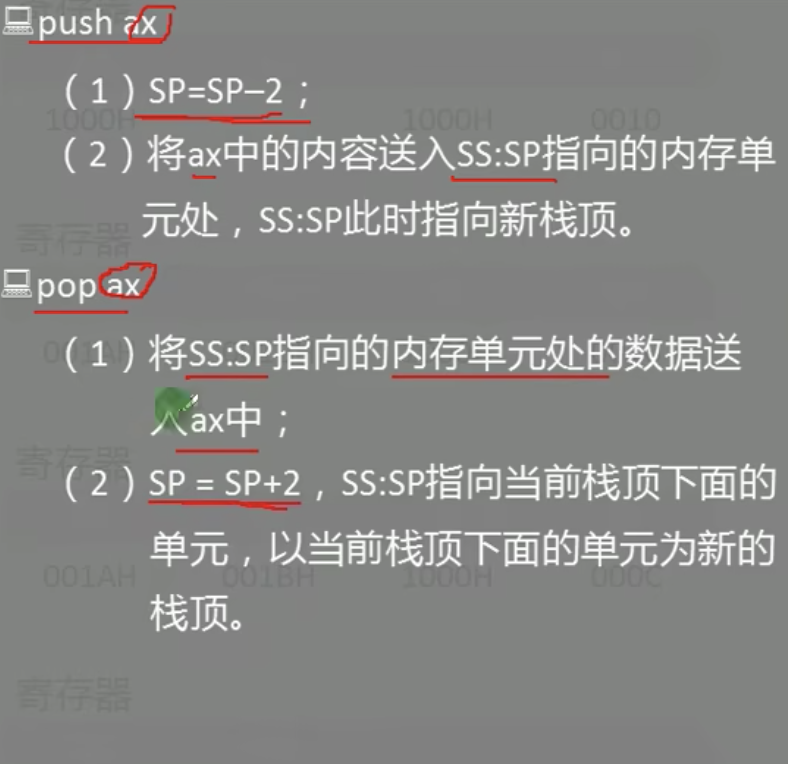 push ax
（1）SP=SP–2；
1000H 1000H 0010
（2）将ax中的内容送入SS:SP指向的内存单
元处，SS:SP此时指向新栈顶。
寄存器
pop ax
（1）将SS:SP指向的内存单元处的数据送
入ax中；
寄存器
（2）SP = SP+2，SS:SP指向当前栈顶下面的
单元，以当前栈顶下面的单元为新的
001AH 001BH 1000H 000C
栈顶。
寄存器